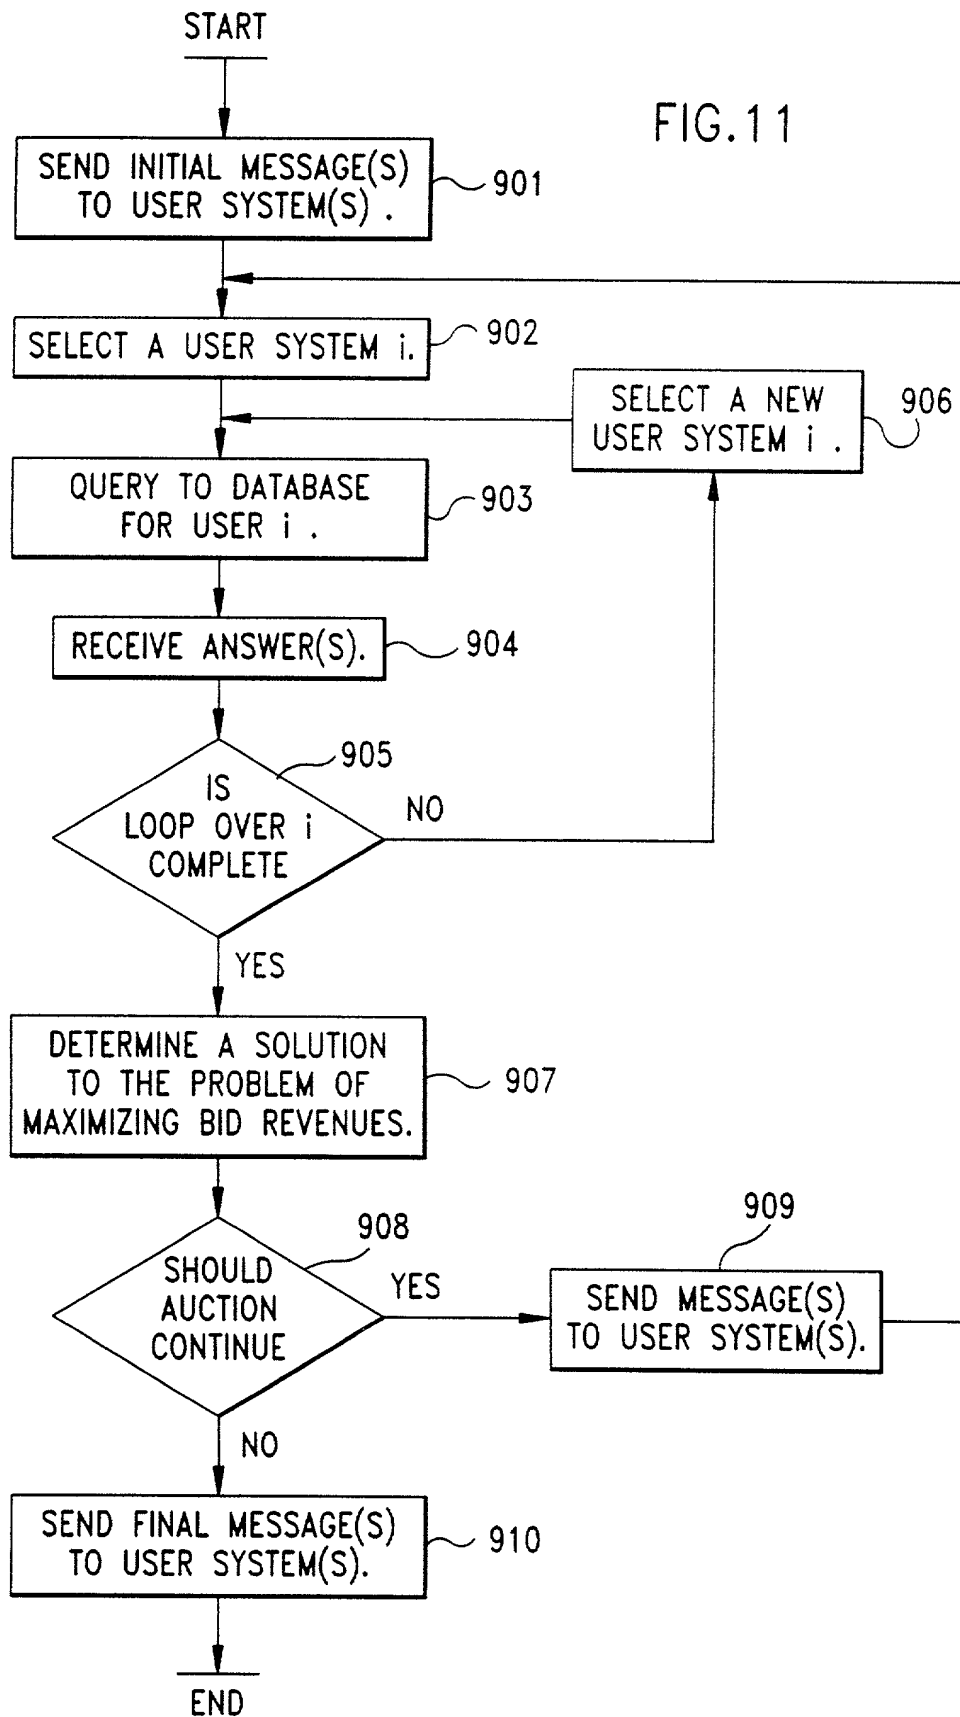 START
FIG.11
SEND INITIAL MESSAGE(S)
TO USER SYSTEM(S) .
901
SELECT A USER SYSTEM i.
902
SELECT A NEW
USER SYSTEM i .
906
QUERY TO DATABASE
FOR USER i .
903
RECEIVE ANSWER(S).
904
905
IS
LOOP OVER i
COMPLETE
NO
YES
DETERMINE A SOLUTION
TO THE PROBLEM OF
MAXIMIZING BID REVENUES.
907
908
SHOULD
AUCTION
CONTINUE
YES
909
SEND MESSAGE(S)
TO USER SYSTEM(S).
NO
SEND FINAL MESSAGE(S)
TO USER SYSTEM(S).
910
END